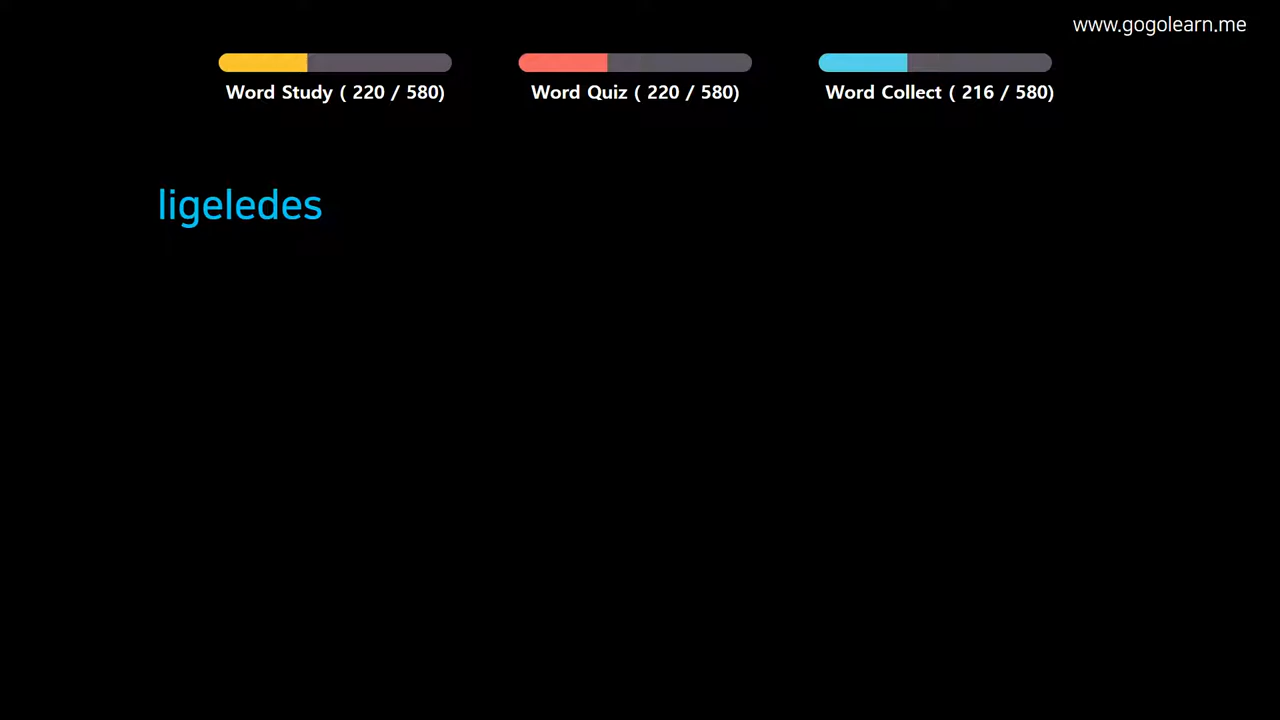 www.gogolearn.me
Word Study ( 220 / 580)
Word Quiz ( 220 / 580)
Word Collect ( 216 / 580)
ligeledes